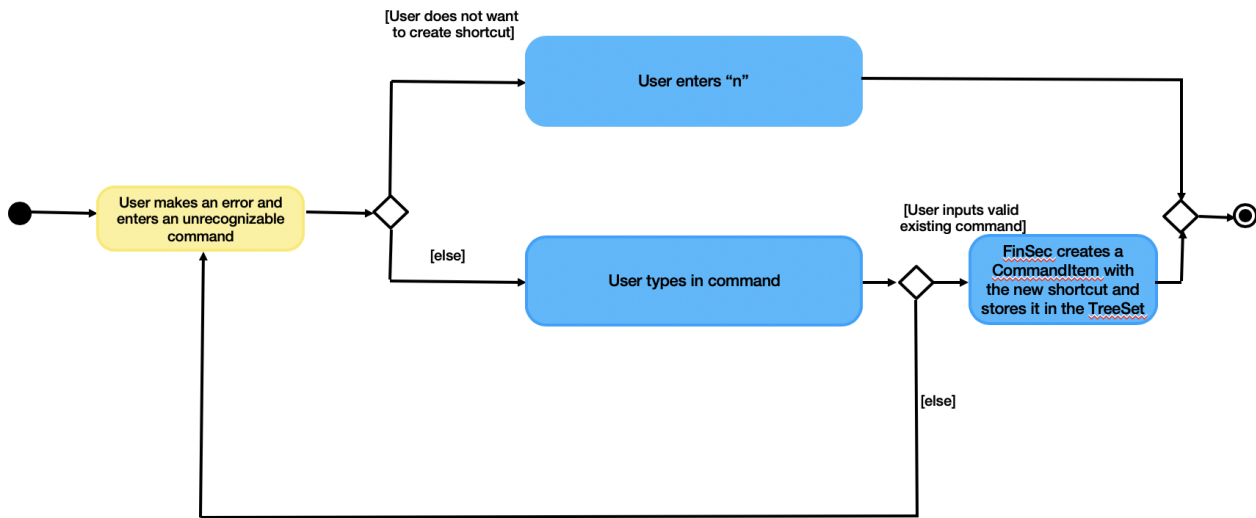 [User does not want
to create shortcut]
User enters “n”
User makes an error and
enters an unrecognizable
command
[else]
User types in command
[User inputs valid
existing command]
FinSec creates a
CommandItem with
the new shortcut and
stores it in the TreeSet
[else]